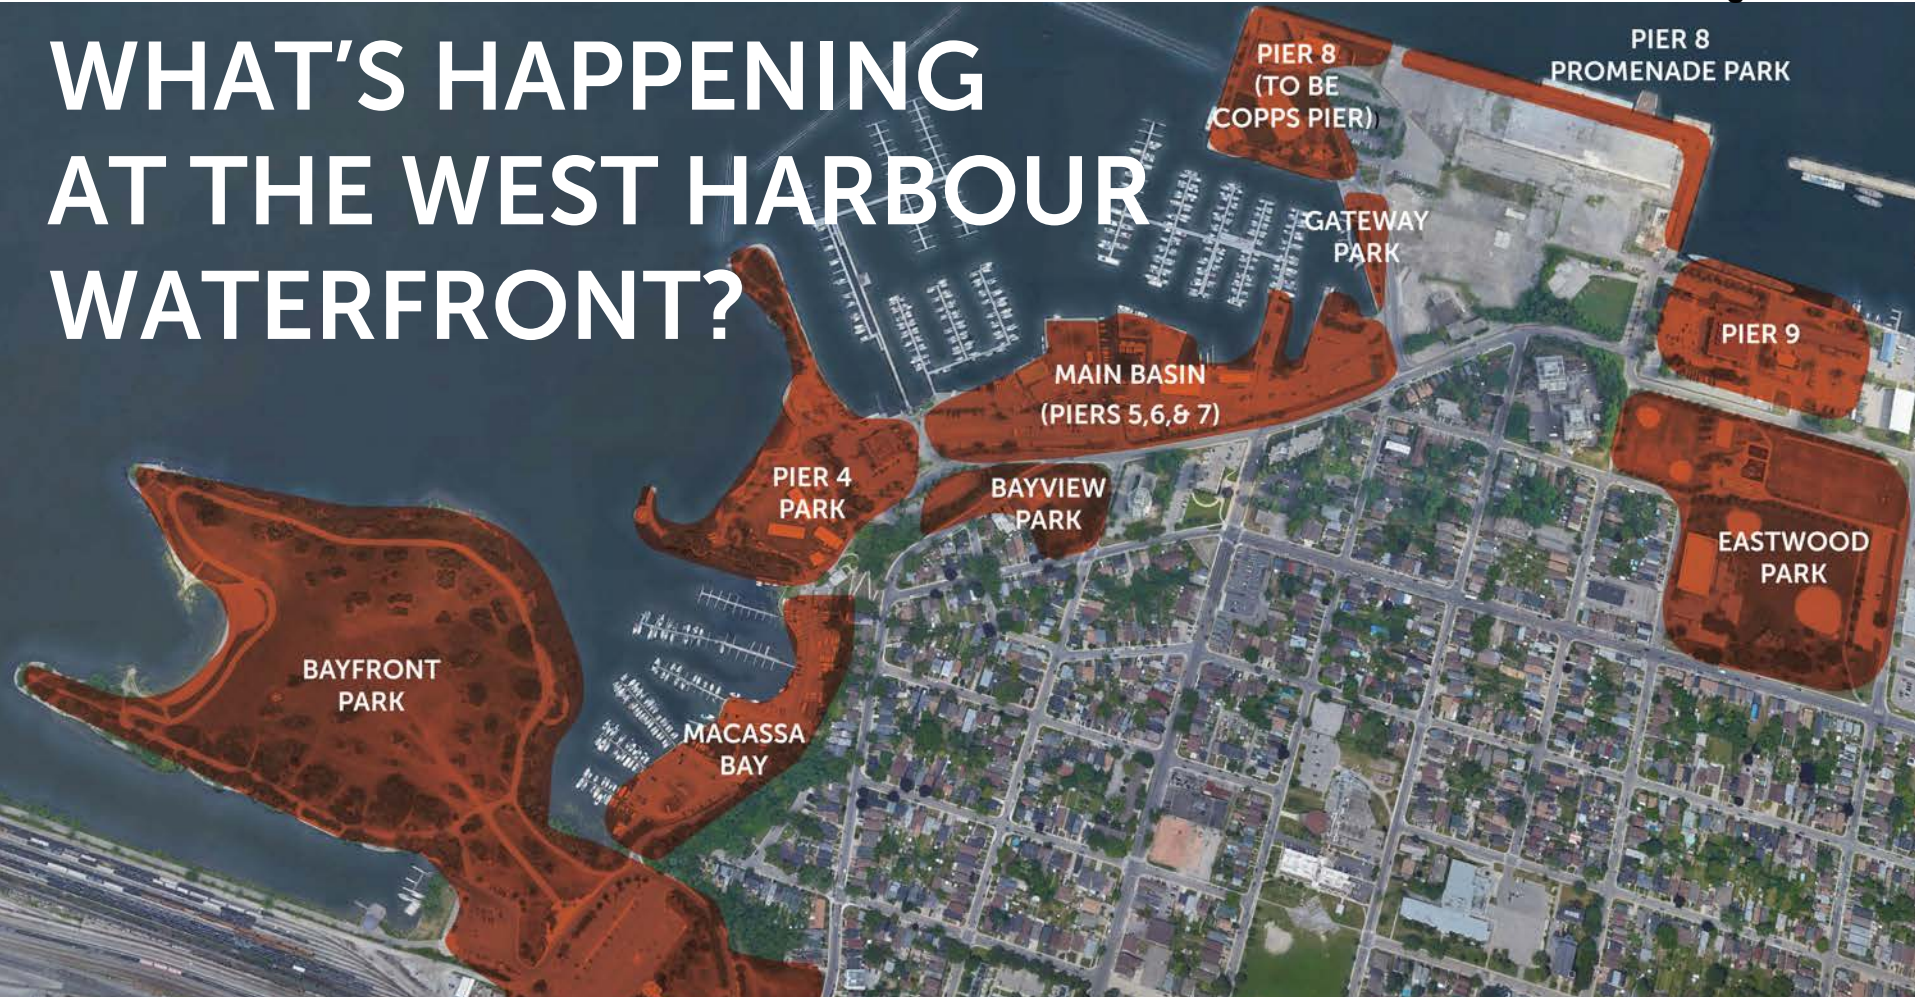 WHAT'S HAPPENING
AT THE WEST HARBOUR
WATERFRONT?
PIER 8
(TO BE
COPPS PIER))
PIER 8
PROMENADE PARK
GATEWAY
PARK
PIER 9
MAIN BASIN
(PIERS 5,6,& 7)
PIER 4
PARK
BAYVIEW
PARK
EASTWOOD
PARK
BAYFRONT
PARK
MACASSA
BAY